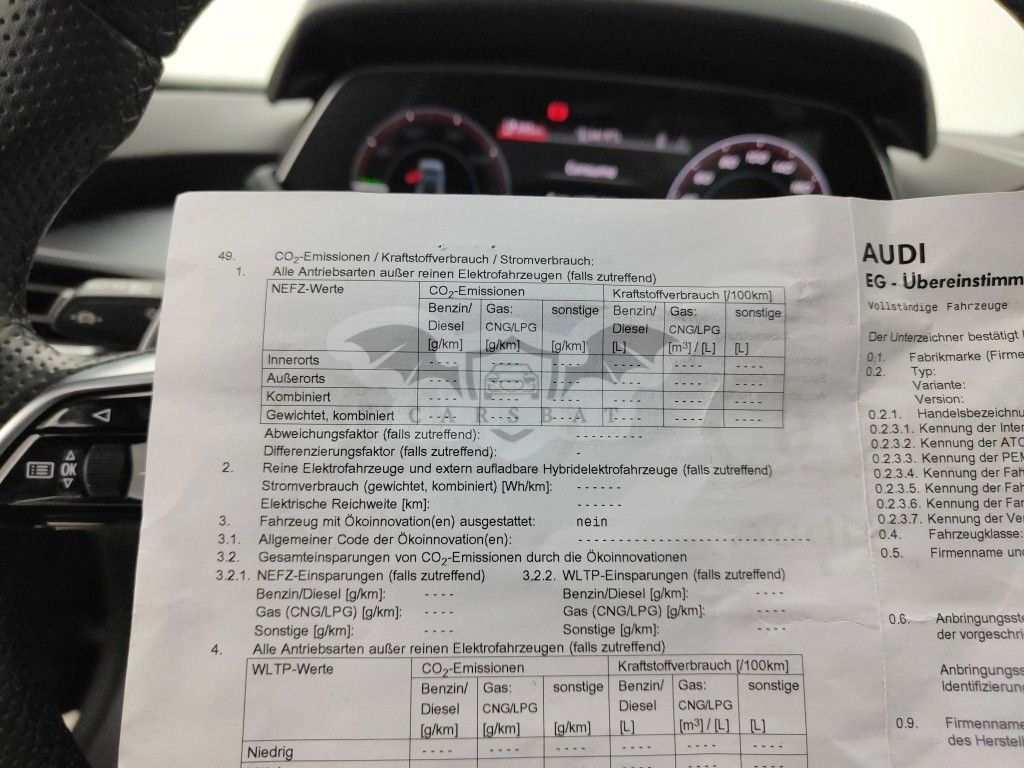 Consumo
OK
49. CO₂-Emissionen / Kraftstoffverbrauch / Stromverbrauch:
1. Alle Antriebsarten außer reinen Elektrofahrzeugen (falls zutreffend)
NEFZ-Werte CO₂-Emissionen Kraftstoffverbrauch [/100km]
Benzin/ Gas: sonstige Benzin/ Gas: sonstige
Diesel CNG/LPG Diesel CNG/LPG
[g/km] [g/km] [g/km] [L] [m³] / [L] [L]
Innerorts ---- ---- ---- ---- ---- ----
Außerorts ---- ---- ---- ---- ---- ----
Kombiniert ---- ---- ---- ---- ---- ----
Gewichtet, kombiniert ---- ---- ---- ---- ---- ----
CARSBAT
Abweichungsfaktor (falls zutreffend): ---------
Differenzierungsfaktor (falls zutreffend): -
2. Reine Elektrofahrzeuge und extern aufladbare Hybridelektrofahrzeuge (falls zutreffend)
Stromverbrauch (gewichtet, kombiniert) [Wh/km]: ------
Elektrische Reichweite [km]: ------
3. Fahrzeug mit Ökoinnovation(en) ausgestattet: nein
3.1. Allgemeiner Code der Ökoinnovation(en): ------------------------------
3.2. Gesamteinsparungen von CO₂-Emissionen durch die Ökoinnovationen
3.2.1. NEFZ-Einsparungen (falls zutreffend) 3.2.2. WLTP-Einsparungen (falls zutreffend)
Benzin/Diesel [g/km]: ---- Benzin/Diesel [g/km]: ----
Gas (CNG/LPG) [g/km]: ---- Gas (CNG/LPG) [g/km]: ----
Sonstige [g/km]: ---- Sonstige [g/km]: ----
4. Alle Antriebsarten außer reinen Elektrofahrzeugen (falls zutreffend)
WLTP-Werte CO₂-Emissionen Kraftstoffverbrauch [/100km]
Benzin/ Gas: sonstige Benzin/ Gas: sonstige
Diesel CNG/LPG Diesel CNG/LPG
[g/km] [g/km] [g/km] [L] [m³] / [L] [L]
Niedrig ---- ---- ---- ---- ---- ----
AUDI
EG - Übereinstimm
Vollständige Fahrzeuge
Der Unterzeichner bestätigt
0.1. Fabrikmarke (Firme
0.2. Typ:
Variante:
Version:
0.2.1. Handelsbezeichnu
0.2.3.1. Kennung der Inter
0.2.3.2. Kennung der ATC
0.2.3.3. Kennung der PEM
0.2.3.4. Kennung der Fah
0.2.3.5. Kennung der Fah
0.2.3.6. Kennung der Fam
0.2.3.7. Kennung der Ve
0.4. Fahrzeugklasse:
0.5. Firmenname und
0.6. Anbringungsste
der vorgeschri
Anbringungss
Identifizierun
0.9. Firmenname
des Herstell